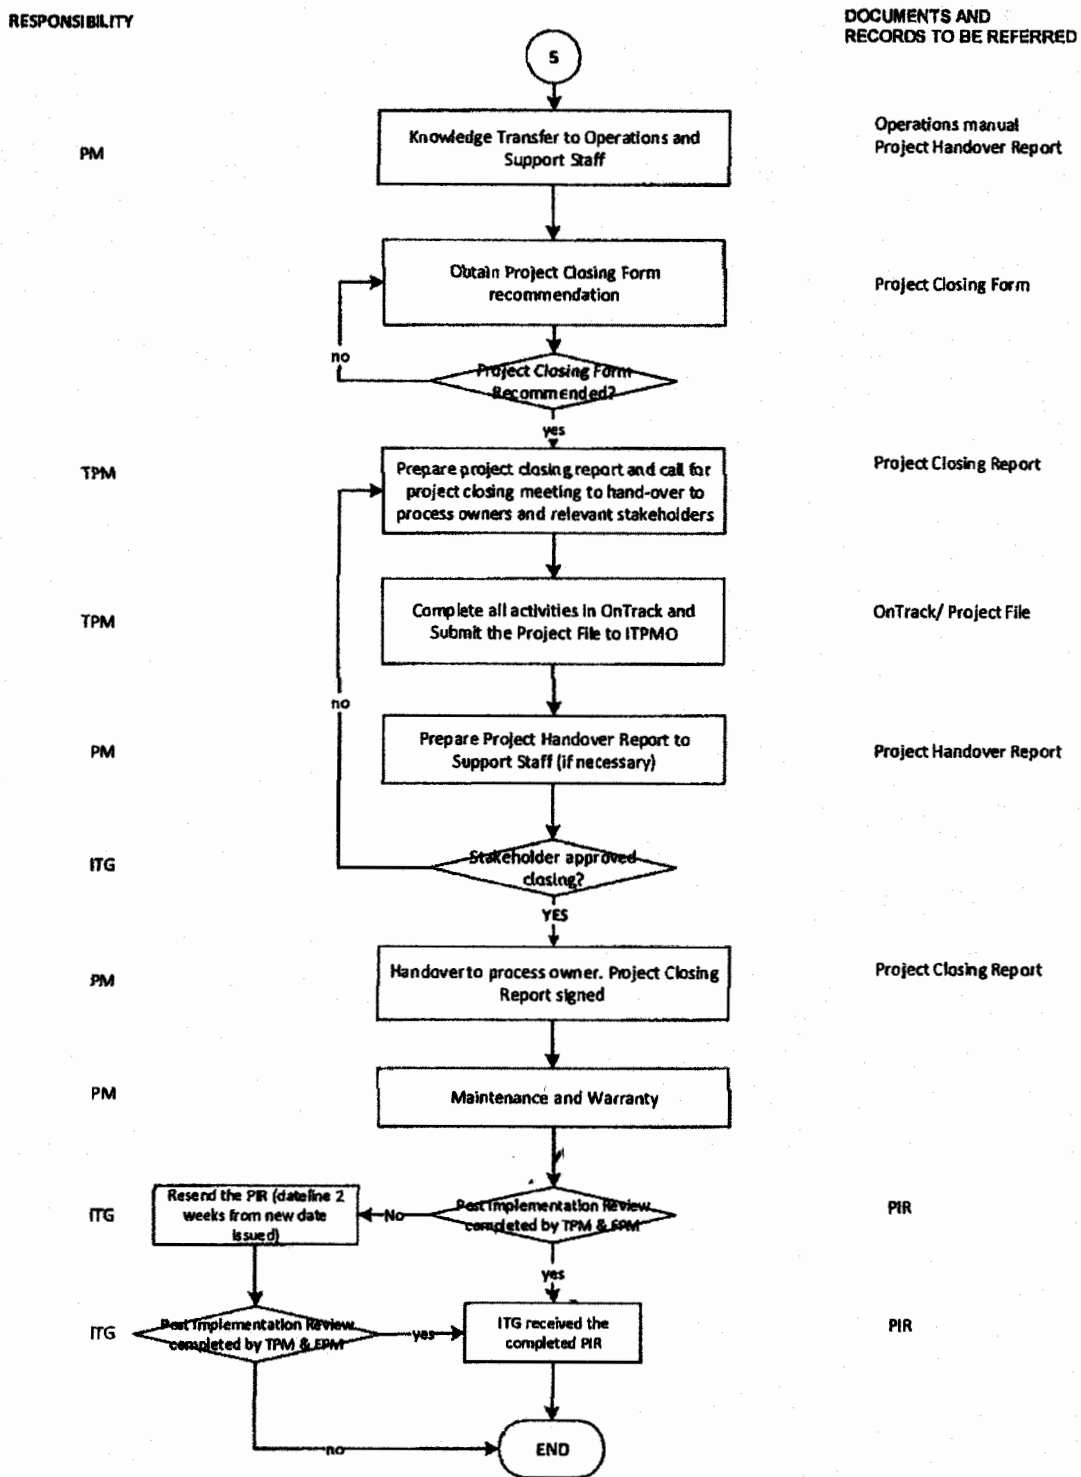 RESPONSIBILITY
DOCUMENTS AND
RECORDS TO BE REFERRED
5
PM
Knowledge Transfer to Operations and
Support Staff
Operations manual
Project Handover Report
Obtain Project Closing Form
recommendation
Project Closing Form
no
Project Closing Form
Recommended?
yes
TPM
Prepare project closing report and call for
project closing meeting to hand-over to
process owners and relevant stakeholders
Project Closing Report
TPM
Complete all activities in OnTrack and
Submit the Project File to ITPMO
OnTrack/ Project File
no
PM
Prepare Project Handover Report to
Support Staff (if necessary)
Project Handover Report
ITG
Stakeholder approved
closing?
YES
PM
Handover to process owner. Project Closing
Report signed
Project Closing Report
PM
Maintenance and Warranty
ITG
Resend the PIR (dateline 2
weeks from new date
issued)
No
Post Implementation Review
completed by TPM & FPM
PIR
yes
ITG
Post Implementation Review
completed by TPM & FPM
yes
ITG received the
completed PIR
PIR
no
END